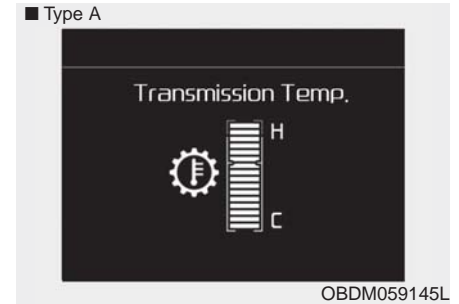 ■ Type A
Transmission Temp.
H
C
OBDM059145L